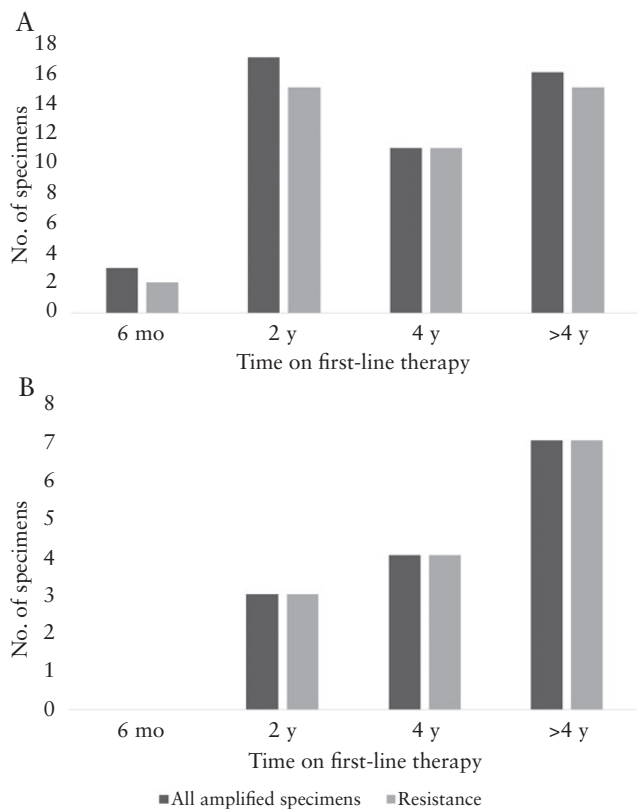 A
18
16
14
12
10
8
6
4
2
0
No. of specimens
6 mo 2 y 4 y >4 y
Time on first-line therapy
B
8
7
6
5
4
3
2
1
0
No. of specimens
6 mo 2 y 4 y >4 y
Time on first-line therapy
All amplified specimens Resistance